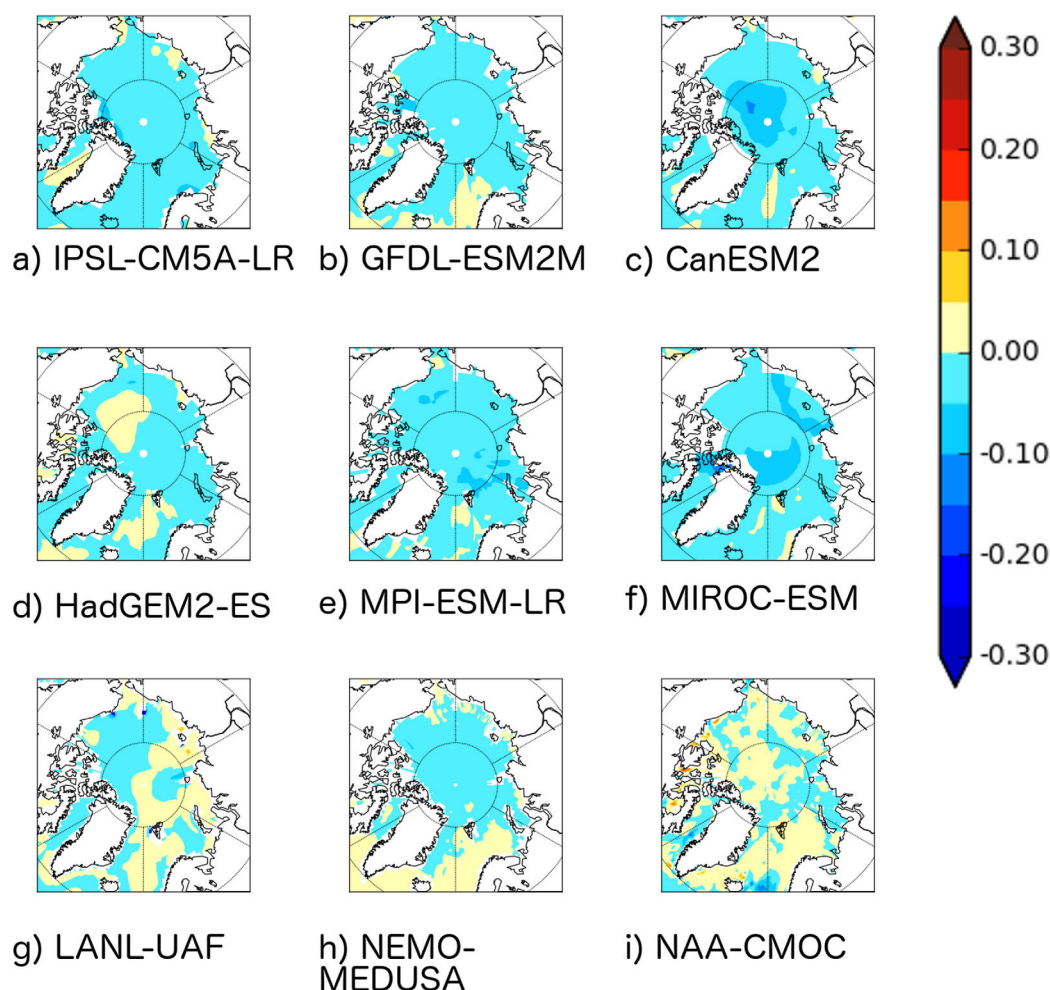 a) IPSL-CM5A-LR
b) GFDL-ESM2M
c) CanESM2
0.30
0.20
0.10
0.00
-0.10
-0.20
-0.30
d) HadGEM2-ES
e) MPI-ESM-LR
f) MIROC-ESM
g) LANL-UAF
h) NEMO-
MEDUSA
i) NAA-CMOC